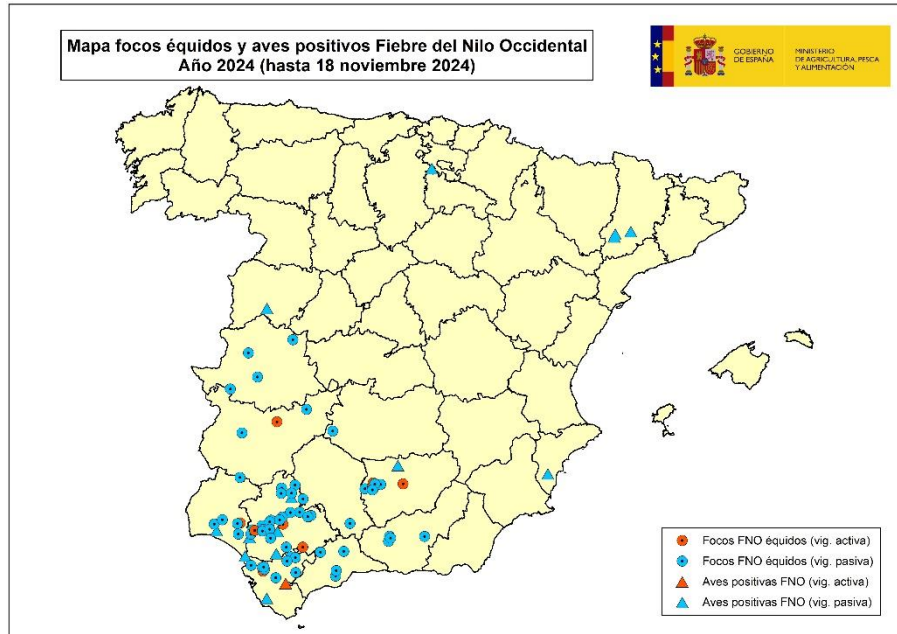 Mapa focos équidos y aves positivos Fiebre del Nilo Occidental
Año 2024 (hasta 18 noviembre 2024)
GOBIERNO
DE ESPAÑA
MINISTERIO
DE AGRICULTURA, PESCA
Y ALIMENTACIÓN
Focos FNO équidos (vig. activa)
Focos FNO équidos (vig. pasiva)
Aves positivas FNO (vig. activa)
Aves positivas FNO (vig. pasiva)